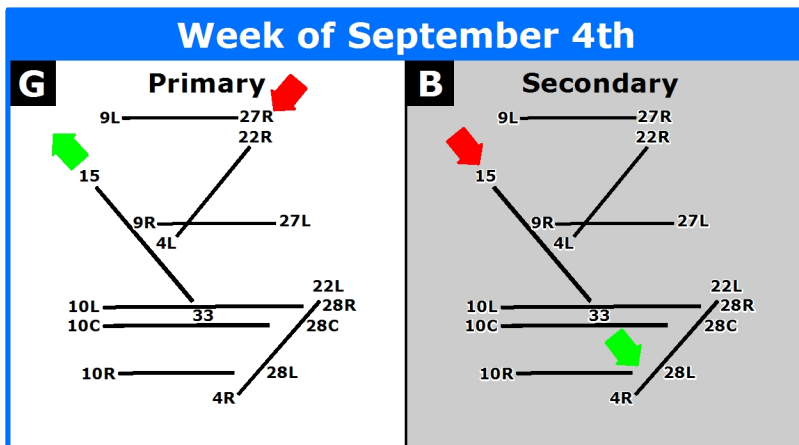 Week of September 4th
G Primary
9L 27R
22R
15
9R 27L
4L
22L
10L 28R
33
10C 28C
10R 28L
4R
B Secondary
9L 27R
22R
15
9R 27L
4L
22L
10L 28R
33
10C 28C
10R 28L
4R